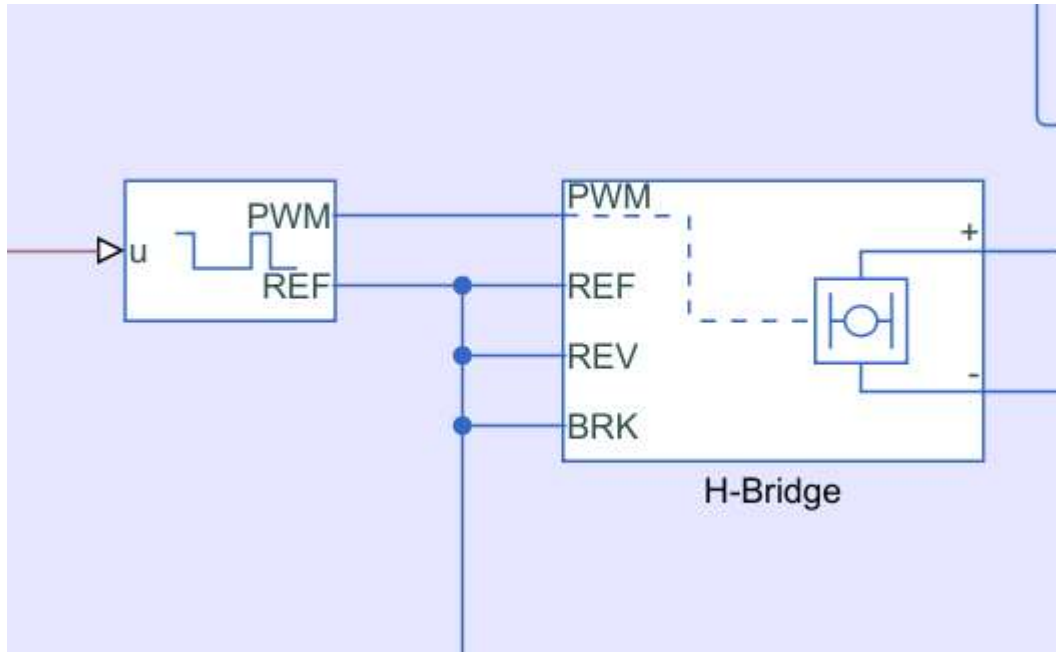 u
PWM
REF
PWM
REF
REV
BRK
+
-
H-Bridge